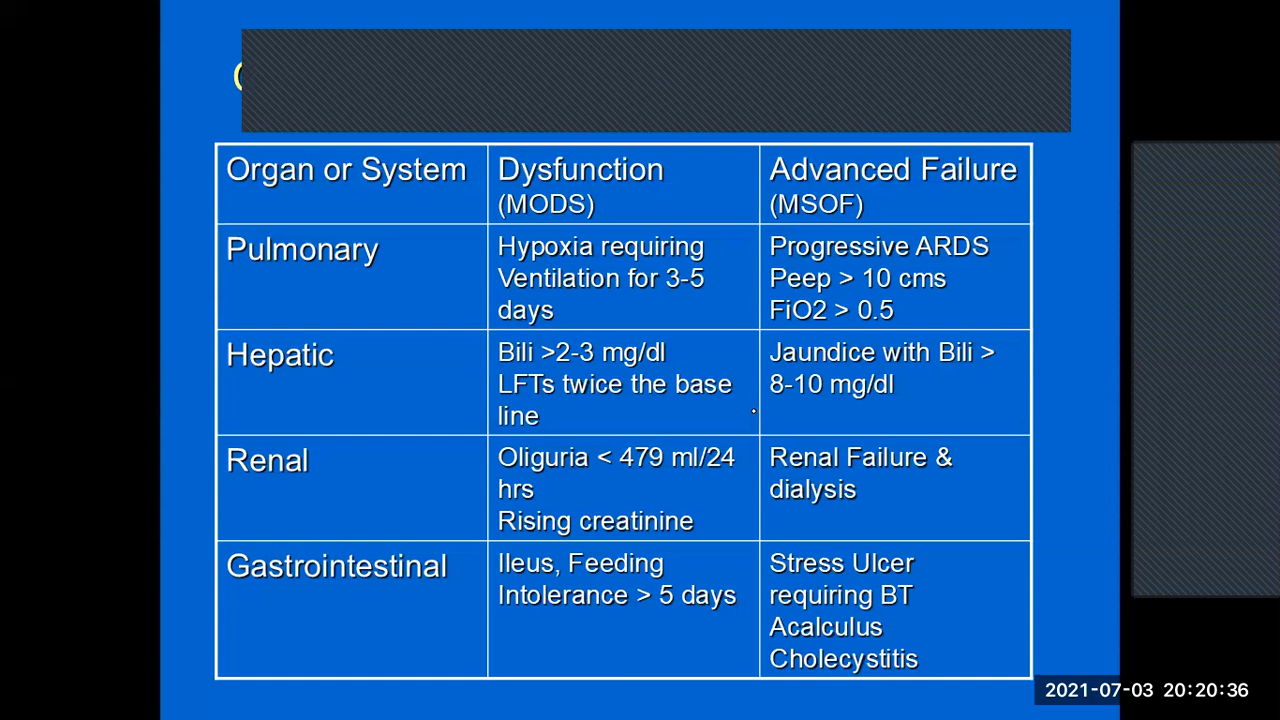 Organ or System
Dysfunction
(MODS)
Advanced Failure
(MSOF)
Pulmonary
Hypoxia requiring
Ventilation for 3-5
days
Progressive ARDS
Peep > 10 cms
FiO2 > 0.5
Hepatic
Bili >2-3 mg/dl
LFTs twice the base
line
Jaundice with Bili >
8-10 mg/dl
Renal
Oliguria < 479 ml/24
hrs
Rising creatinine
Renal Failure &
dialysis
Gastrointestinal
Ileus, Feeding
Intolerance > 5 days
Stress Ulcer
requiring BT
Acalculus
Cholecystitis
2021-07-03 20:20:36